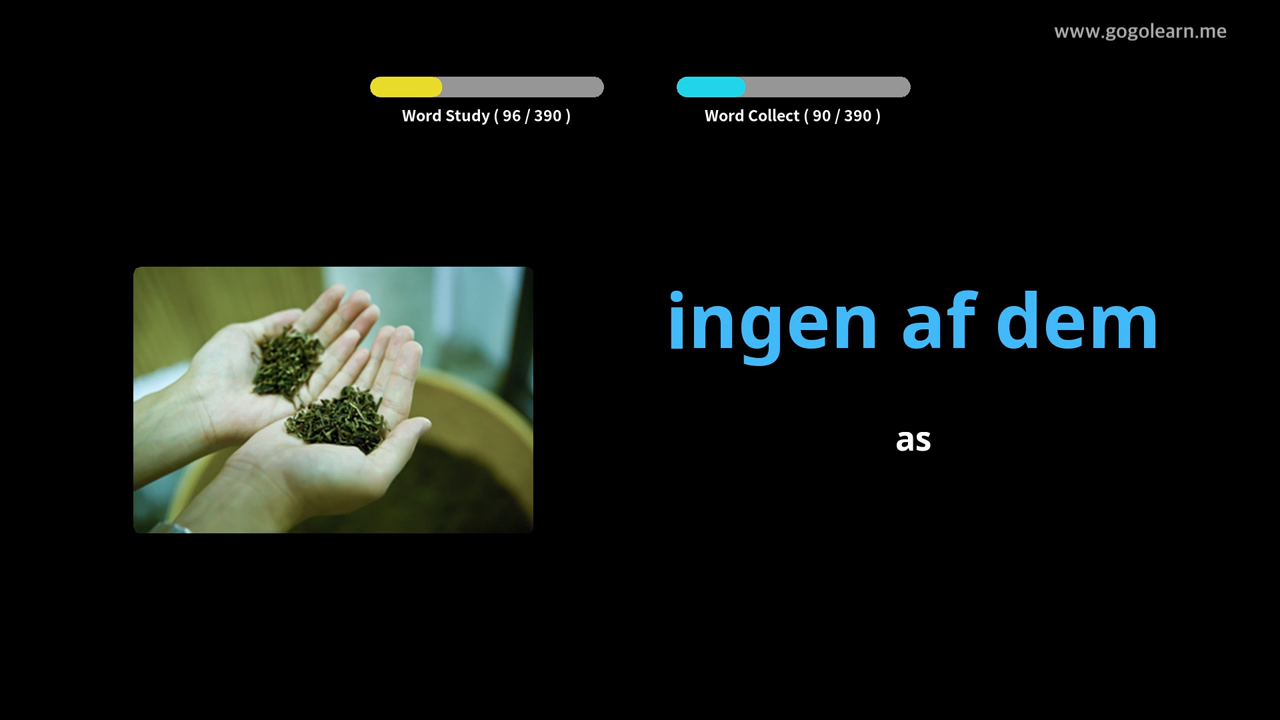 www.gogolearn.me
Word Study ( 96 / 390 )
Word Collect ( 90 / 390 )
ingen af dem
as